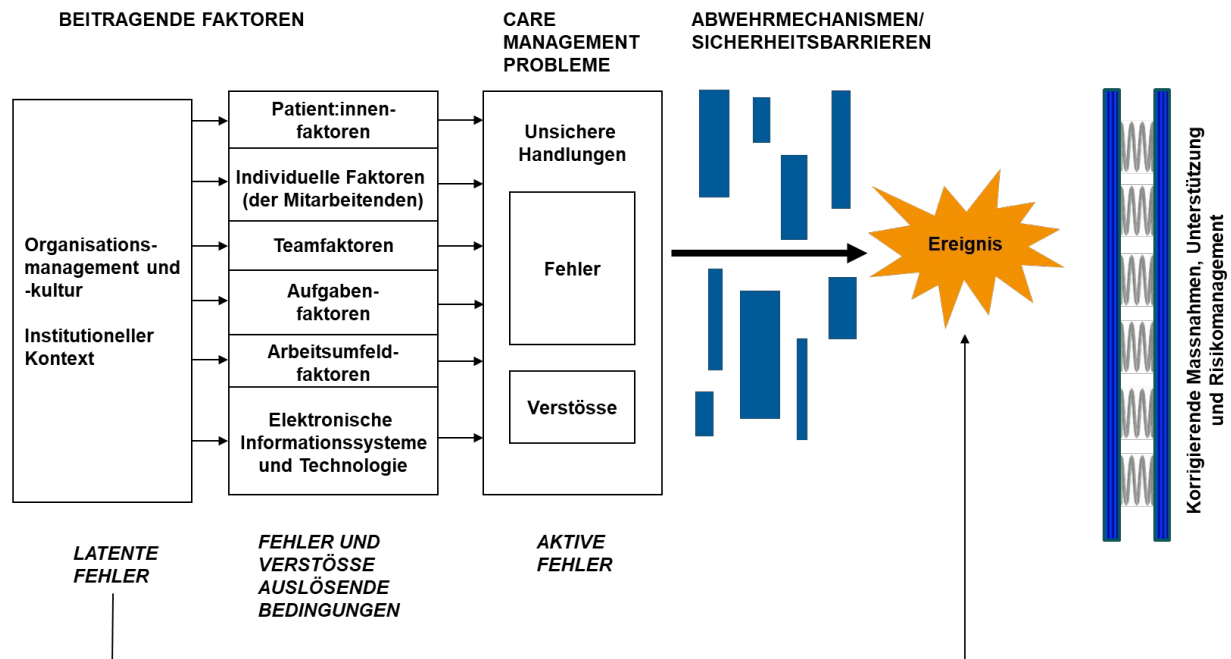 BEITRAGENDE FAKTOREN
CARE
MANAGEMENT
PROBLEME
ABWEHRMECHANISMEN/
SICHERHEITSBARRIEREN
Organisations-
management und
-kultur
Institutioneller
Kontext
Patient:innen-
faktoren
Individuelle Faktoren
(der Mitarbeitenden)
Teamfaktoren
Aufgaben-
faktoren
Arbeitsumfeld-
faktoren
Elektronische
Informationssysteme
und Technologie
Unsichere
Handlungen
Fehler
Verstösse
Ereignis
Korrigierende Massnahmen, Unterstützung
und Risikomanagement
LATENTE
FEHLER
FEHLER UND
VERSTÖSSE
AUSLÖSENDE
BEDINGUNGEN
AKTIVE
FEHLER